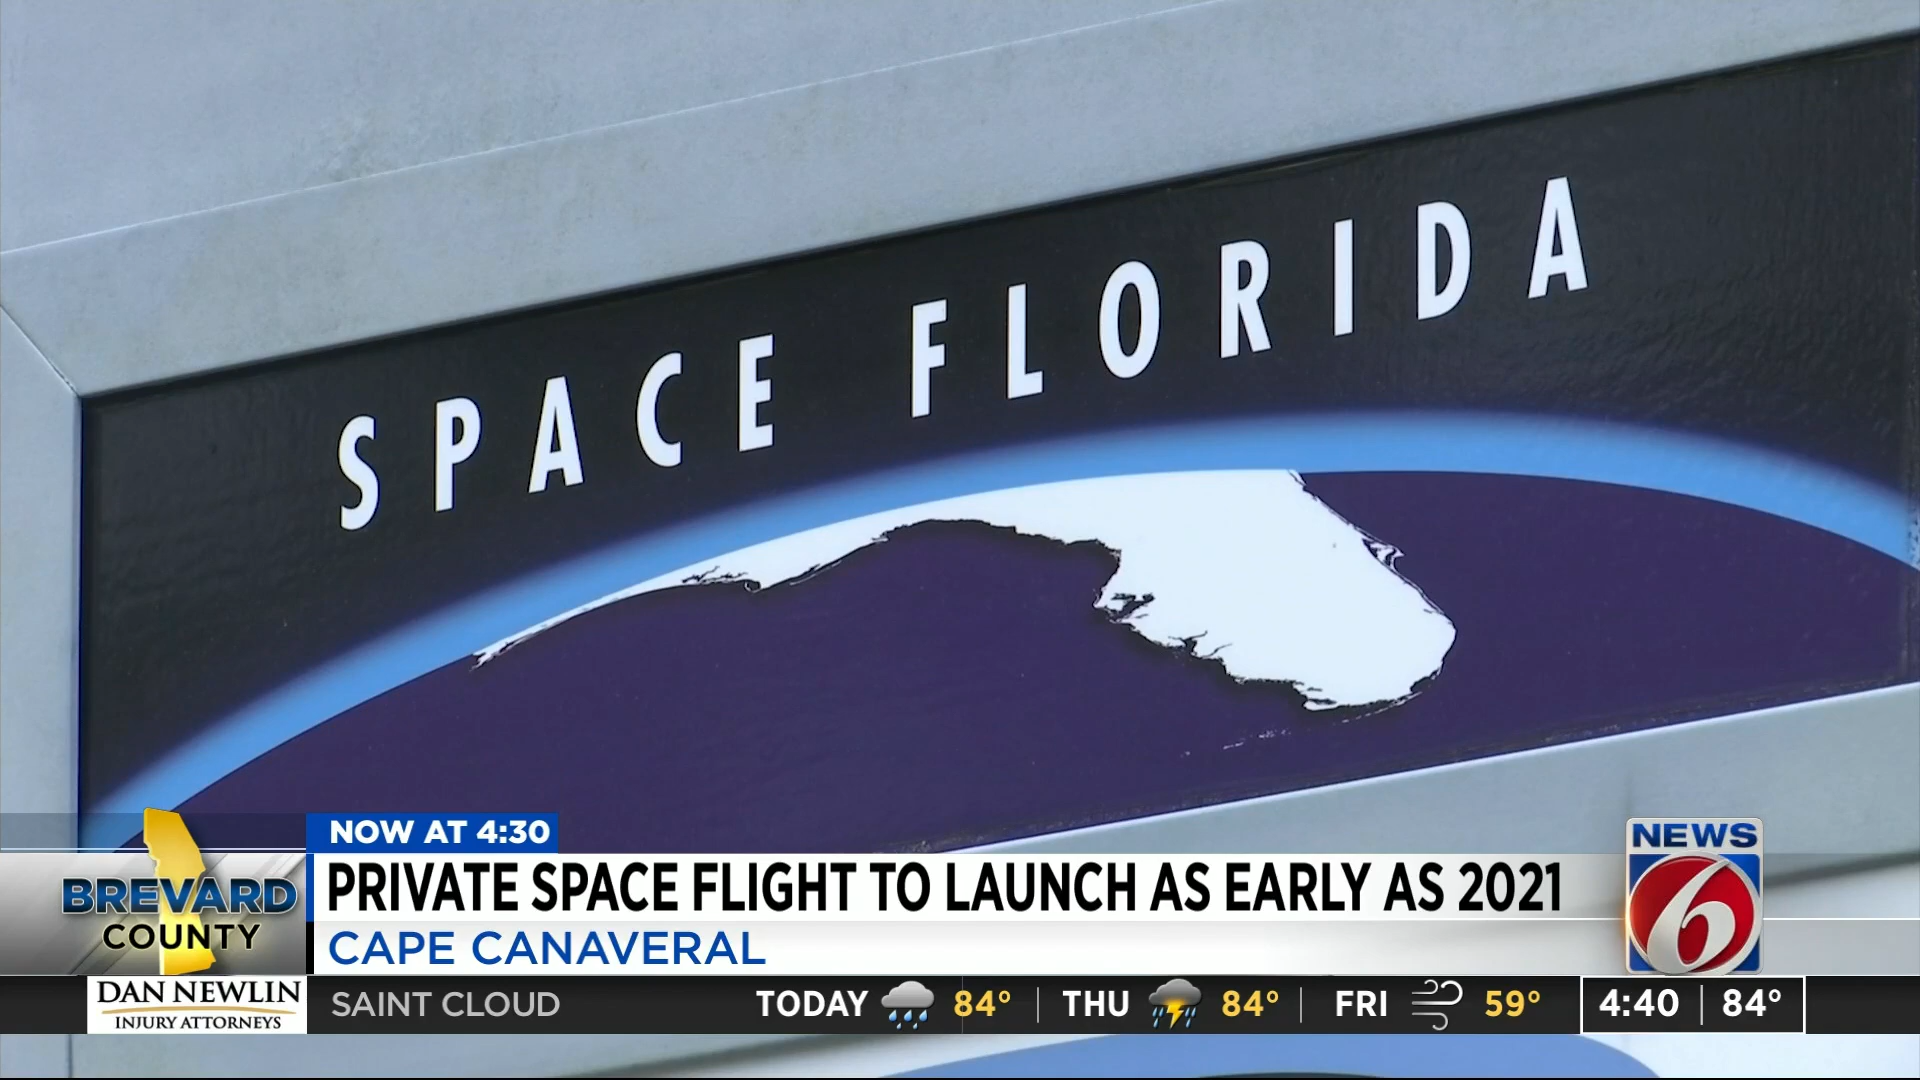 SPACE FLORIDA
NOW AT 4:30
PRIVATE SPACE FLIGHT TO LAUNCH AS EARLY AS 2021
CAPE CANAVERAL
BREVARD
COUNTY
NEWS
6
DAN NEWLIN
INJURY ATTORNEYS
SAINT CLOUD
TODAY 84° | THU 84° | FRI 59°
4:40 | 84°